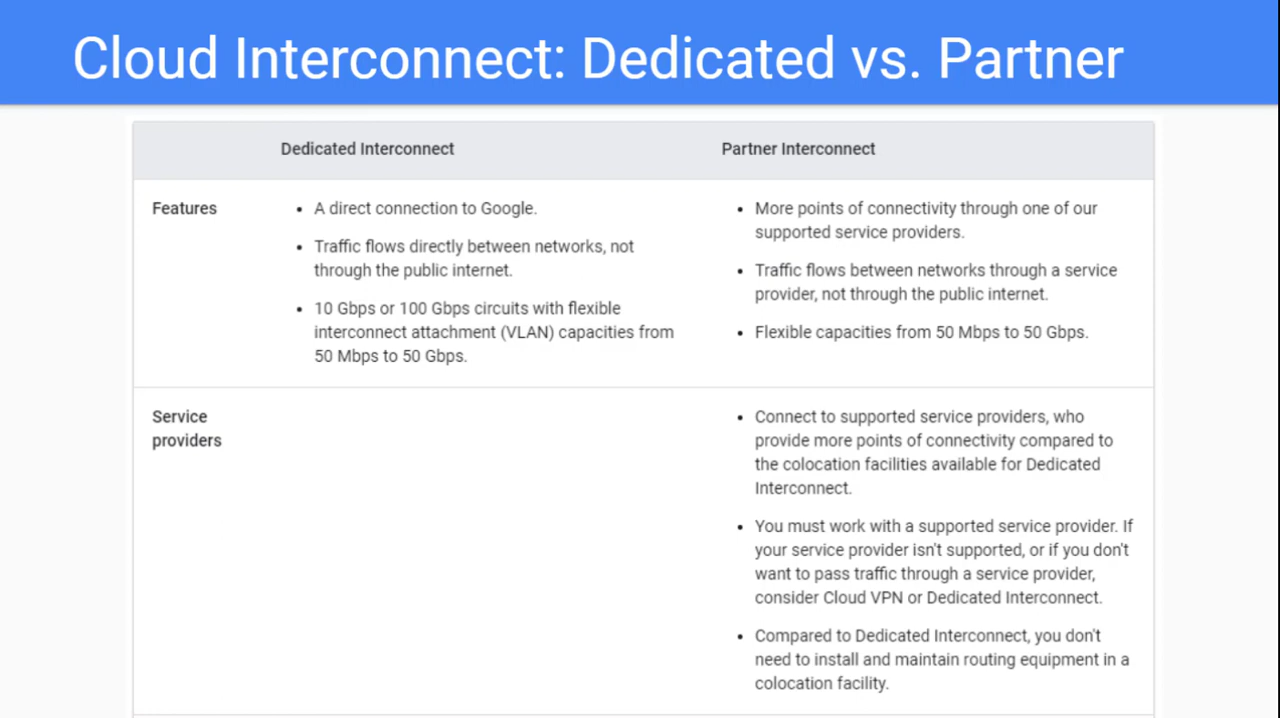 Cloud Interconnect: Dedicated vs. Partner
Dedicated Interconnect
Partner Interconnect
Features
• A direct connection to Google.
• Traffic flows directly between networks, not
through the public internet.
• 10 Gbps or 100 Gbps circuits with flexible
interconnect attachment (VLAN) capacities from
50 Mbps to 50 Gbps.
• More points of connectivity through one of our
supported service providers.
• Traffic flows between networks through a service
provider, not through the public internet.
• Flexible capacities from 50 Mbps to 50 Gbps.
Service
providers
• Connect to supported service providers, who
provide more points of connectivity compared to
the colocation facilities available for Dedicated
Interconnect.
• You must work with a supported service provider. If
your service provider isn't supported, or if you don't
want to pass traffic through a service provider,
consider Cloud VPN or Dedicated Interconnect.
• Compared to Dedicated Interconnect, you don't
need to install and maintain routing equipment in a
colocation facility.